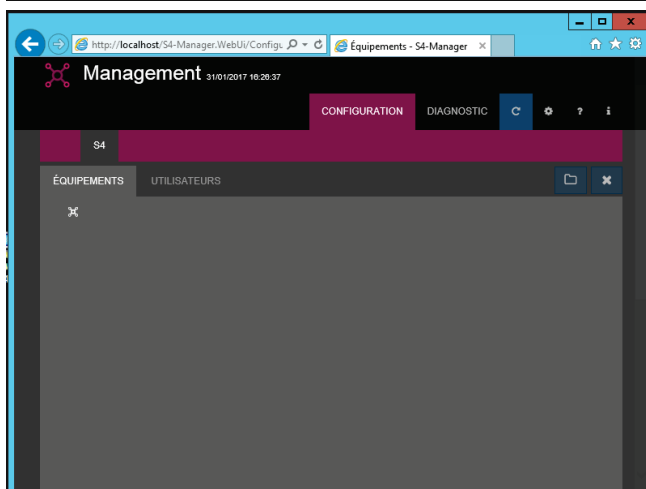 http://localhost/S4-Manager.WebUi/Configu
Équipements - S4-Manager
Management 31/01/2017 16:26:37
CONFIGURATION DIAGNOSTIC ? i
S4
ÉQUIPEMENTS UTILISATEURS